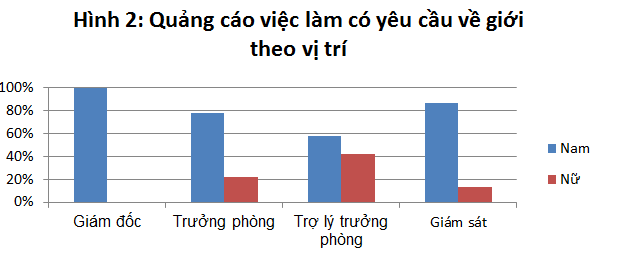 Hình 2: Quảng cáo việc làm có yêu cầu về giới
theo vị trí
100%
80%
60%
40%
20%
0%
Giám đốc
Trưởng phòng
Trợ lý trưởng
phòng
Giám sát
Nam
Nữ